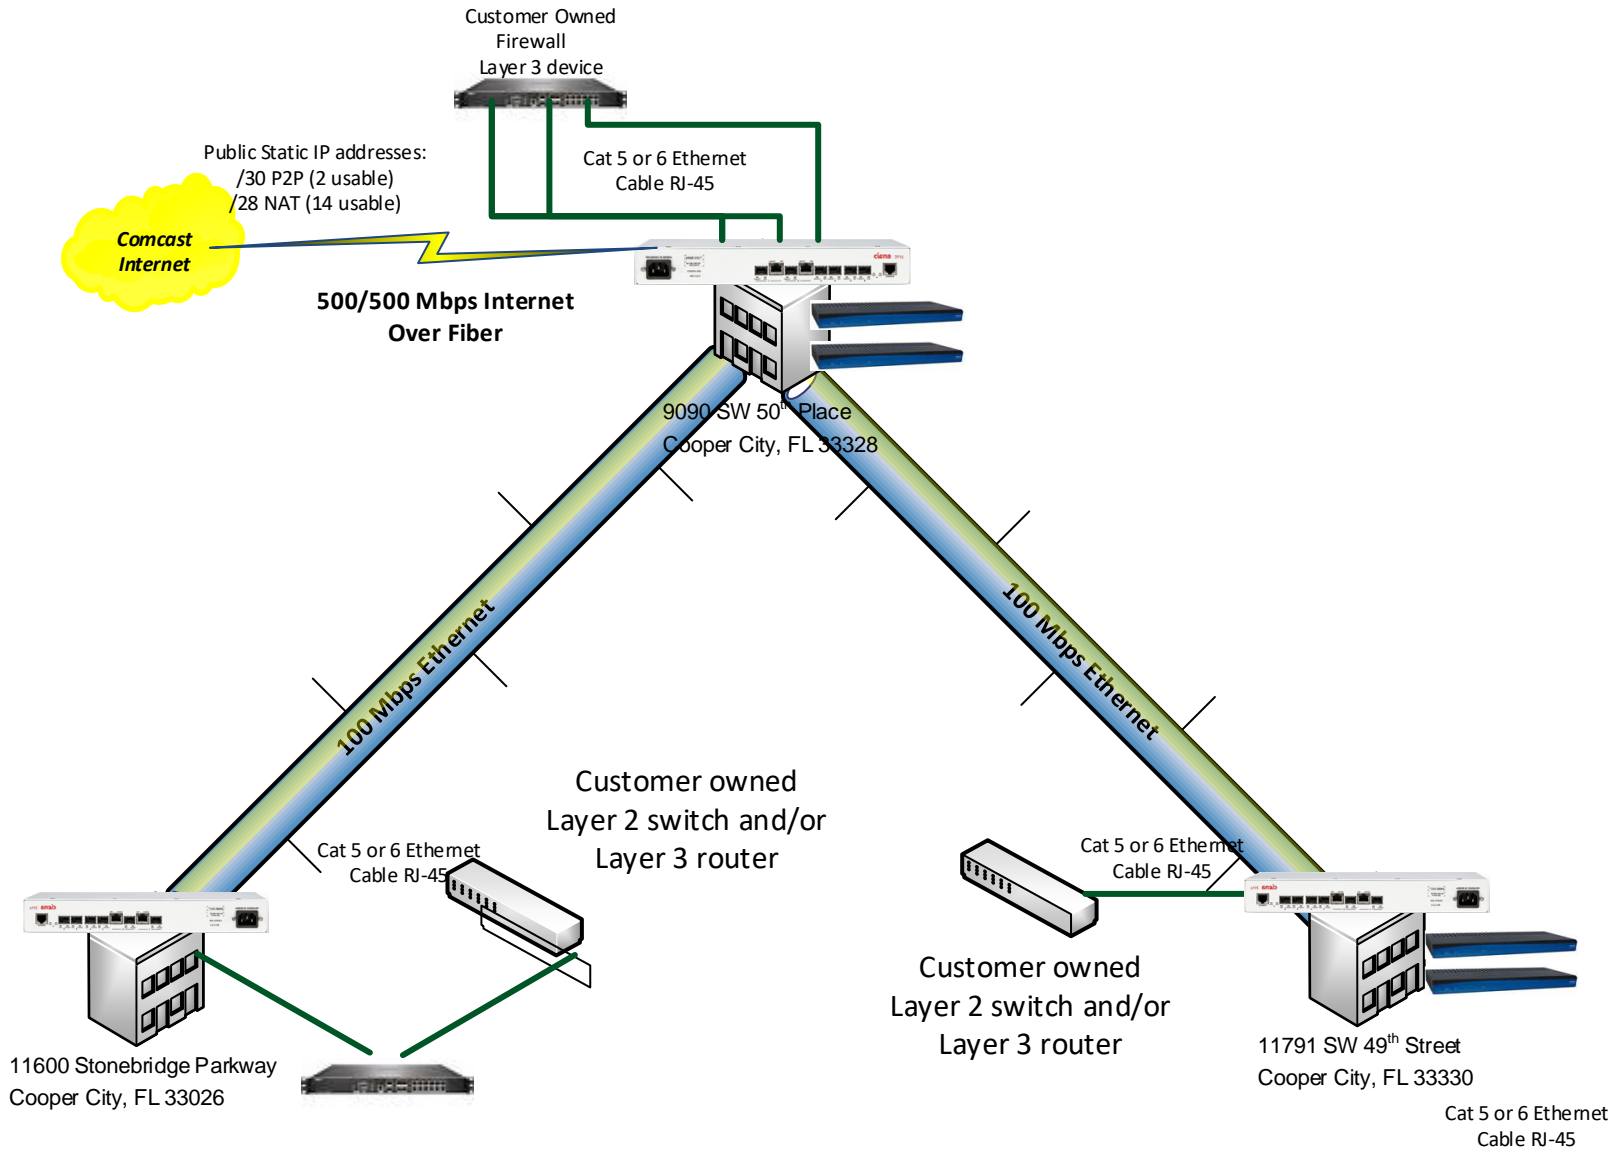 Customer Owned
Firewall
Layer 3 device
Public Static IP addresses:
/30 P2P (2 usable)
/28 NAT (14 usable)
Cat 5 or 6 Ethernet
Cable RJ-45
Comcast
Internet
ciena
500/500 Mbps Internet
Over Fiber
9090 SW 50th Place
Cooper City, FL 33328
100 Mbps Ethernet
100 Mbps Ethernet
Customer owned
Layer 2 switch and/or
Layer 3 router
Cat 5 or 6 Ethernet
Cable RJ-45
Cat 5 or 6 Ethernet
Cable RJ-45
Customer owned
Layer 2 switch and/or
Layer 3 router
11600 Stonebridge Parkway
Cooper City, FL 33026
11791 SW 49th Street
Cooper City, FL 33330
Cat 5 or 6 Ethernet
Cable RJ-45